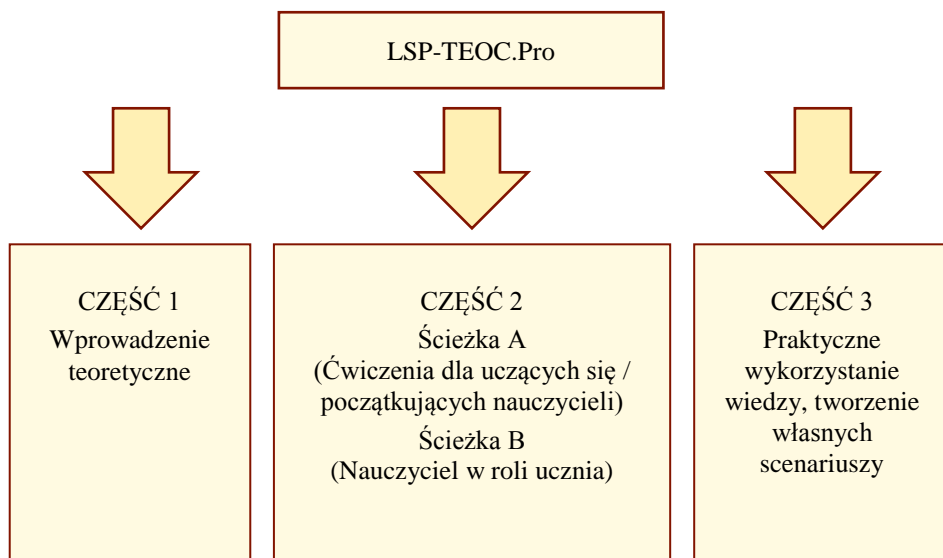 LSP-TEOC.Pro
CZĘŚĆ 1
Wprowadzenie
teoretyczne
CZĘŚĆ 2
Ścieżka A
(Ćwiczenia dla uczących się /
początkujących nauczycieli)
Ścieżka B
(Nauczyciel w roli ucznia)
CZĘŚĆ 3
Praktyczne
wykorzystanie
wiedzy, tworzenie
własnych
scenariuszy